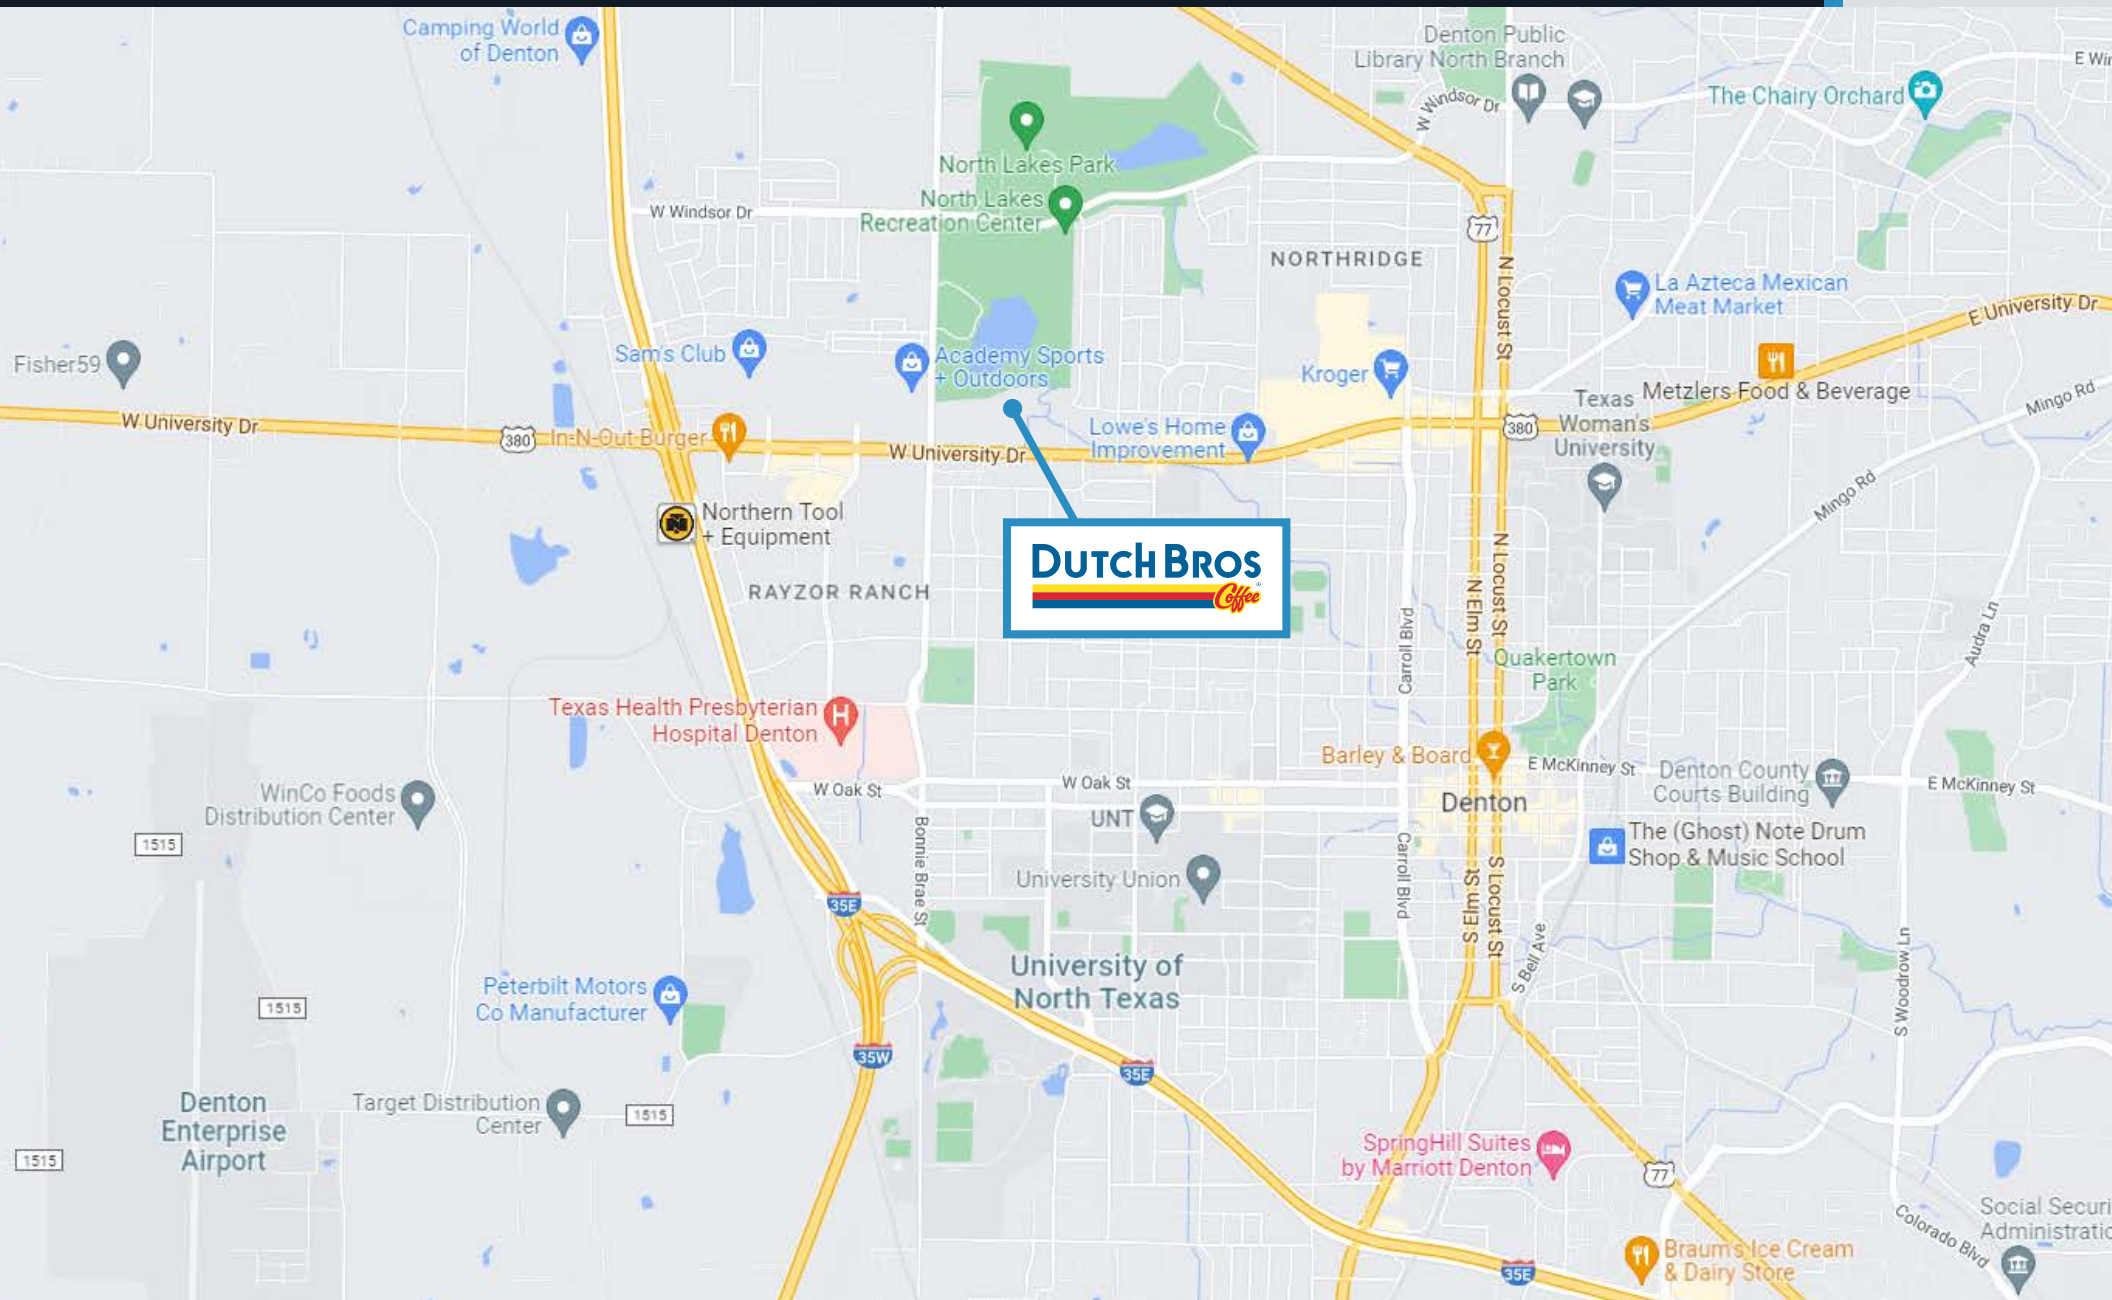 Camping World
of Denton
Denton Public
Library North Branch
E Wi
The Chairy Orchard
W Windsor Dr
North Lakes Park
North Lakes
Recreation Center
W Windsor Dr
77
NORTHRIDGE
N Locust St
La Azteca Mexican
Meat Market
E University Dr
Fisher59
Sam's Club
Academy Sports
+ Outdoors
Kroger
Metzlers Food & Beverage
Mingo Rd
Texas
Woman's
University
W University Dr
380
In-N-Out Burger
W University Dr
Lowe's Home
Improvement
380
Mingo Rd
Northern Tool
+ Equipment
DUTCH BROS
Coffee
®
RAYZOR RANCH
N Elm St
N Locust St
Carroll Blvd
Audra Ln
Quakertown
Park
Texas Health Presbyterian
Hospital Denton
Barley & Board
E McKinney St
Denton County
Courts Building
E McKinney St
WinCo Foods
Distribution Center
W Oak St
W Oak St
Denton
UNT
The (Ghost) Note Drum
Shop & Music School
1515
Bonnie Brae St
Carroll Blvd
University Union
S Elm St
S Locust St
35E
S Bell Ave
S Woodrow Ln
University of
North Texas
Peterbilt Motors
Co Manufacturer
1515
35W
35E
Denton
Enterprise
Airport
Target Distribution
Center
1515
1515
SpringHill Suites
by Marriott Denton
77
Social Securi
Administratio
Colorado Blvd
Braum's Ice Cream
& Dairy Store
35E